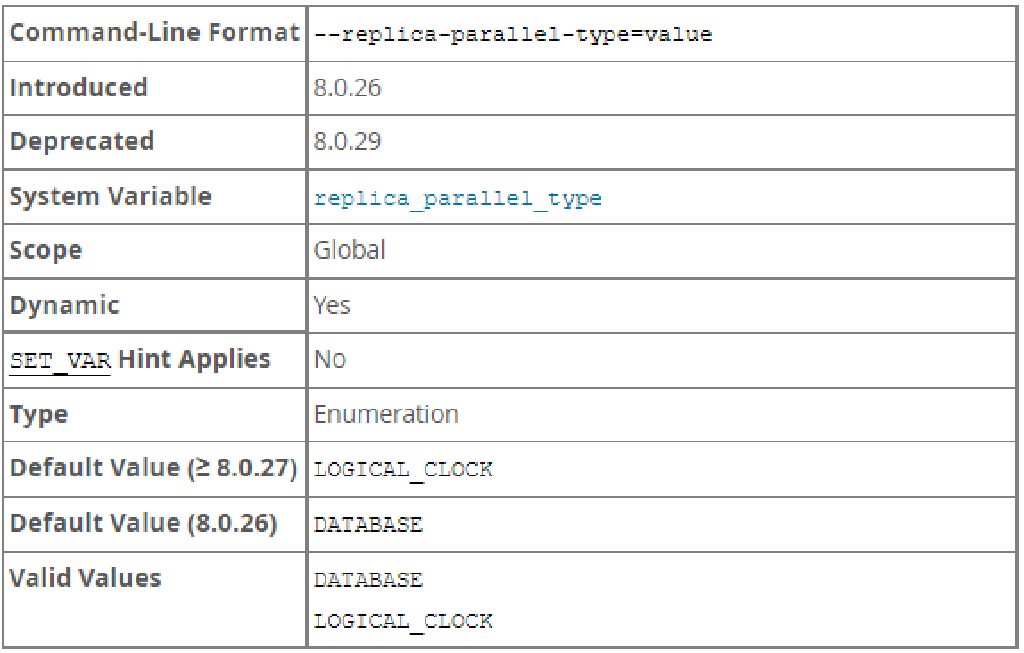 Command-Line Format --replica-parallel-type=value
Introduced 8.0.26
Deprecated 8.0.29
System Variable replica_parallel_type
Scope Global
Dynamic Yes
SET_VAR Hint Applies No
Type Enumeration
Default Value (≥ 8.0.27) LOGICAL_CLOCK
Default Value (8.0.26) DATABASE
Valid Values DATABASE
LOGICAL_CLOCK